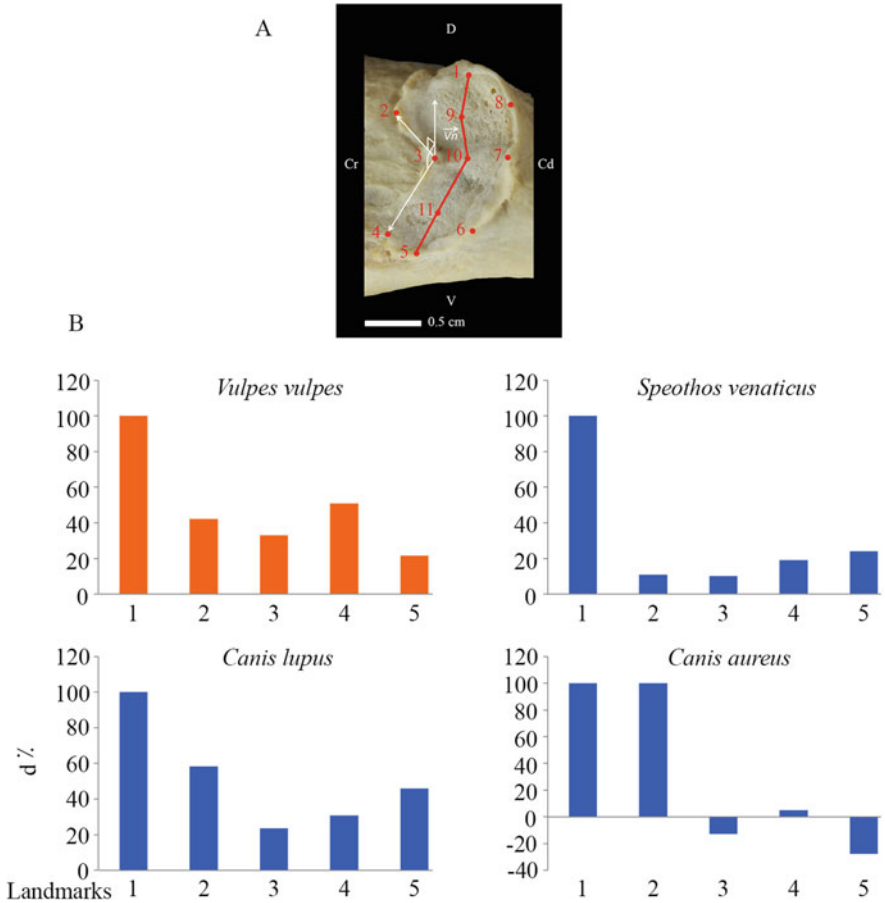 A
D
1
2
8
9
Vn
Cr
3
10
7
Cd
11
4
6
5
V
0.5 cm
B
Vulpes vulpes
120
100
80
60
40
20
0
1 2 3 4 5
Speothos venaticus
120
100
80
60
40
20
0
1 2 3 4 5
Canis lupus
120
100
80
60
40
20
0
d %
Landmarks 1 2 3 4 5
Canis aureus
120
100
80
60
40
20
0
-20
-40
1 2 3 4 5